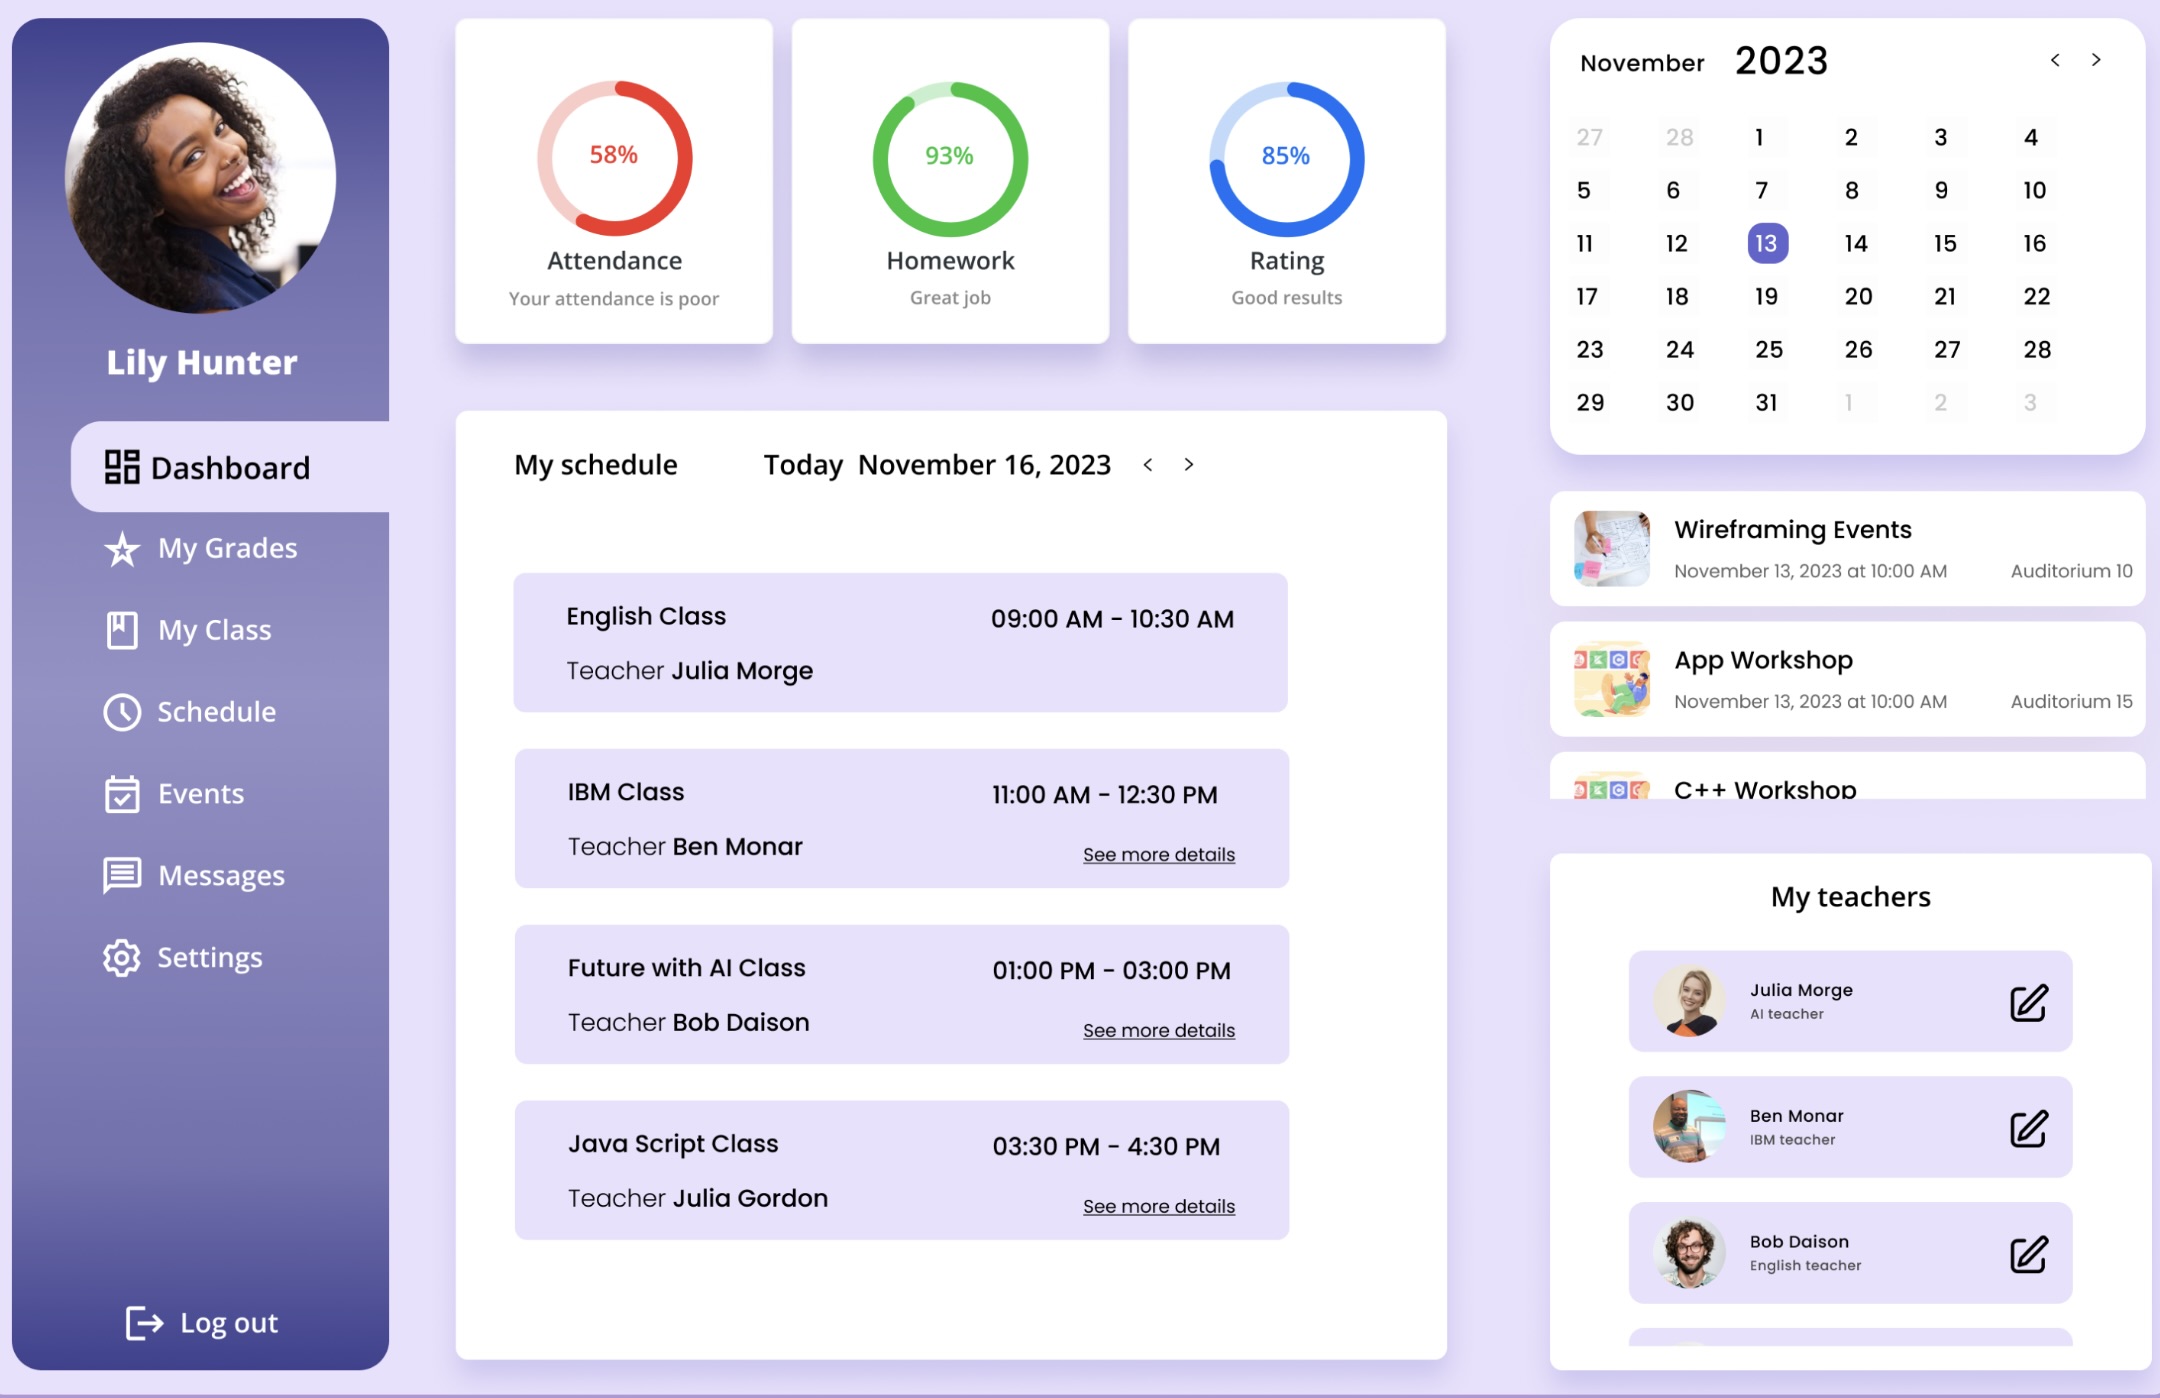 Lily Hunter
Dashboard
My Grades
My Class
Schedule
Events
Messages
Settings
Log out
58%
Attendance
Your attendance is poor
93%
Homework
Great job
85%
Rating
Good results
My schedule Today November 16, 2023 < >
English Class 09:00 AM - 10:30 AM
Teacher Julia Morge
IBM Class 11:00 AM - 12:30 PM
Teacher Ben Monar See more details
Future with AI Class 01:00 PM - 03:00 PM
Teacher Bob Daison See more details
Java Script Class 03:30 PM - 4:30 PM
Teacher Julia Gordon See more details
November 2023 < >
27 28 1 2 3 4
5 6 7 8 9 10
11 12 13 14 15 16
17 18 19 20 21 22
23 24 25 26 27 28
29 30 31 1 2 3
Wireframing Events
November 13, 2023 at 10:00 AM Auditorium 10
App Workshop
November 13, 2023 at 10:00 AM Auditorium 15
C++ Workshop
My teachers
Julia Morge
AI teacher
Ben Monar
IBM teacher
Bob Daison
English teacher